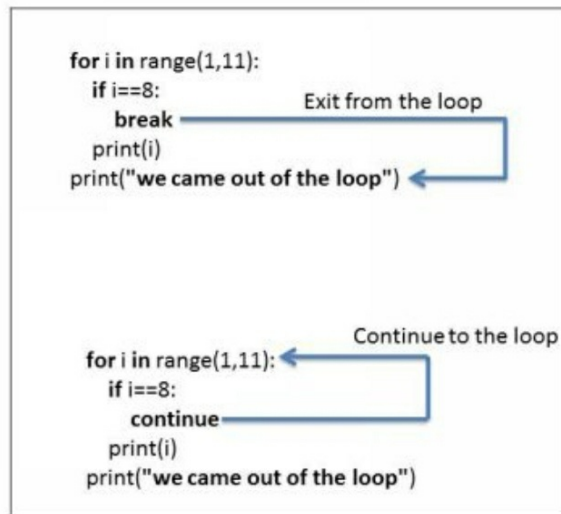 for i in range(1,11):
if i==8:
Exit from the loop
break
print(i)
print("we came out of the loop")
Continue to the loop
for i in range(1,11):
if i==8:
continue
print(i)
print("we came out of the loop")